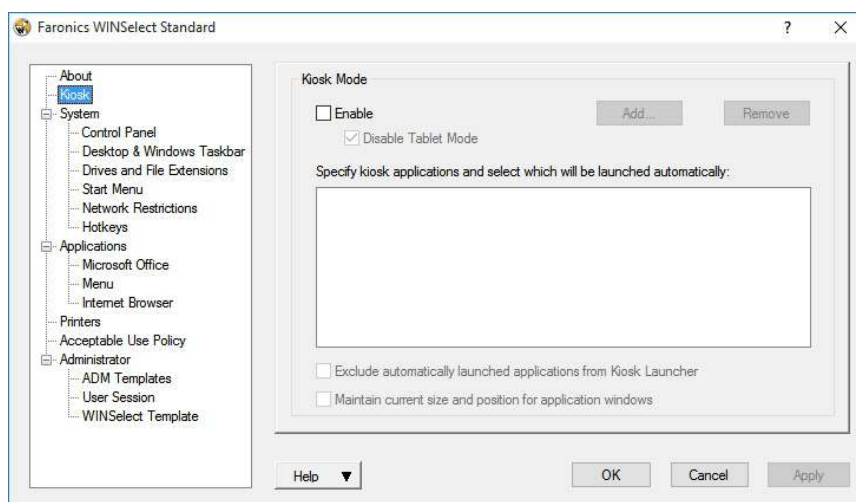 Faronics WINSelect Standard
?
About
Kiosk
System
Control Panel
Desktop & Windows Taskbar
Drives and File Extensions
Start Menu
Network Restrictions
Hotkeys
Applications
Microsoft Office
Menu
Internet Browser
Printers
Acceptable Use Policy
Administrator
ADM Templates
User Session
WINSelect Template
Kiosk Mode
Enable
Add...
Remove
Disable Tablet Mode
Specify kiosk applications and select which will be launched automatically:
Exclude automatically launched applications from Kiosk Launcher
Maintain current size and position for application windows
Help
OK
Cancel
Apply